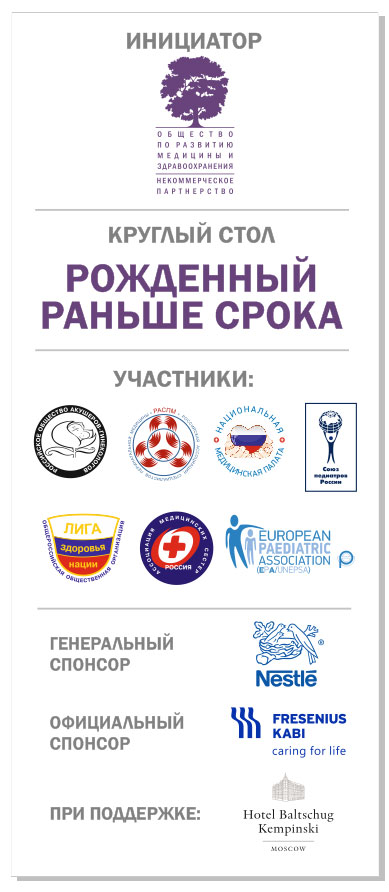 ИНИЦИАТОР
ОБЩЕСТВО
ПО РАЗВИТИЮ
МЕДИЦИНЫ И
ЗДРАВООХРАНЕНИЯ
НЕКОММЕРЧЕСКОЕ
ПАРТНЕРСТВО
КРУГЛЫЙ СТОЛ
РОЖДЕННЫЙ
РАНЬШЕ СРОКА
УЧАСТНИКИ:
РОССИЙСКОЕ ОБЩЕСТВО АКУШЕРОВ-ГИНЕКОЛОГОВ
РАСПМ
НАЦИОНАЛЬНАЯ
МЕДИЦИНСКАЯ ПАЛАТА
Союз
педиатров
России
ЛИГА
здоровья
нации
ОБЩЕРОССИЙСКАЯ ОБЩЕСТВЕННАЯ ОРГАНИЗАЦИЯ
АССОЦИАЦИЯ МЕДИЦИНСКИХ СЕСТЕР
РОССИИ
EUROPEAN
PAEDIATRIC
ASSOCIATION
(EPA/UNEPSA)
ГЕНЕРАЛЬНЫЙ
СПОНСОР
Nestlé
ОФИЦИАЛЬНЫЙ
СПОНСОР
FRESENIUS
KABI
caring for life
ПРИ ПОДДЕРЖКЕ:
Hotel Baltschug
Kempinski
MOSCOW